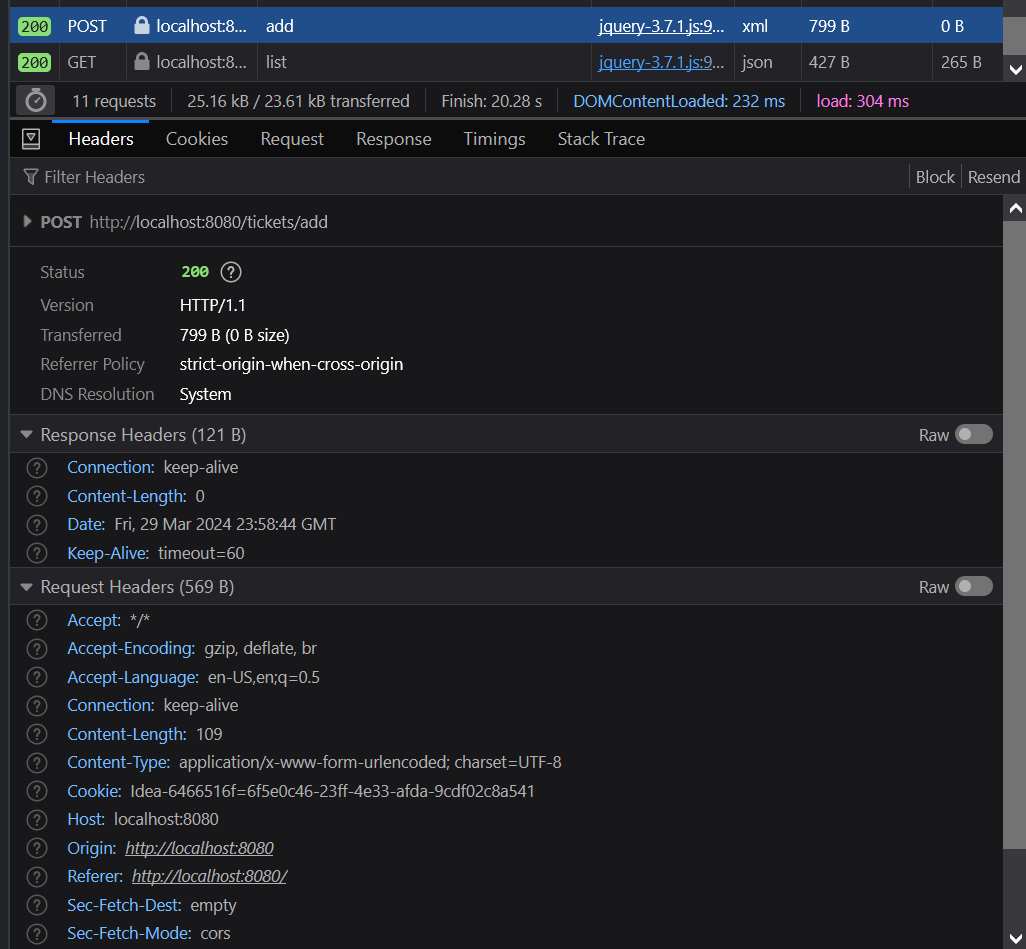 200 POST localhost:8... add jquery-3.7.1.js:9... xml 799 B 0 B
200 GET localhost:8... list jquery-3.7.1.js:9... json 427 B 265 B
11 requests 25.16 kB / 23.61 kB transferred Finish: 20.28 s DOMContentLoaded: 232 ms load: 304 ms
Headers Cookies Request Response Timings Stack Trace
Filter Headers Block Resend
POST http://localhost:8080/tickets/add
Status 200 ?
Version HTTP/1.1
Transferred 799 B (0 B size)
Referrer Policy strict-origin-when-cross-origin
DNS Resolution System
Response Headers (121 B) Raw
? Connection: keep-alive
? Content-Length: 0
? Date: Fri, 29 Mar 2024 23:58:44 GMT
? Keep-Alive: timeout=60
Request Headers (569 B) Raw
? Accept: */*
? Accept-Encoding: gzip, deflate, br
? Accept-Language: en-US,en;q=0.5
? Connection: keep-alive
? Content-Length: 109
? Content-Type: application/x-www-form-urlencoded; charset=UTF-8
? Cookie: Idea-6466516f=6f5e0c46-23ff-4e33-afda-9cdf02c8a541
? Host: localhost:8080
? Origin: http://localhost:8080
? Referer: http://localhost:8080/
? Sec-Fetch-Dest: empty
? Sec-Fetch-Mode: cors